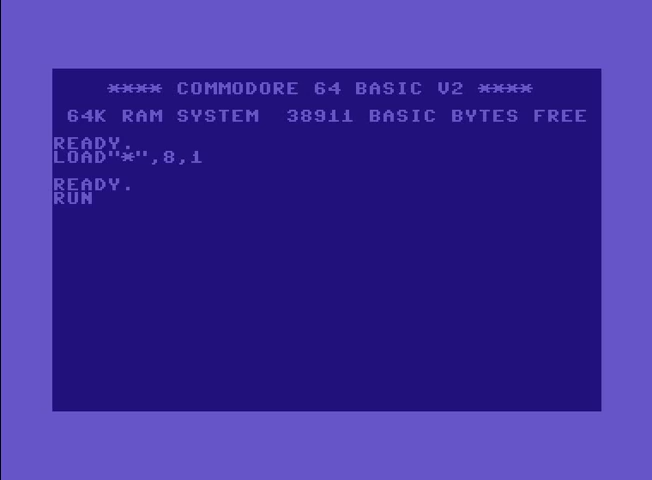 **** COMMODORE 64 BASIC V2 ****
64K RAM SYSTEM  38911 BASIC BYTES FREE
READY.
LOAD"*",8,1
READY.
RUN